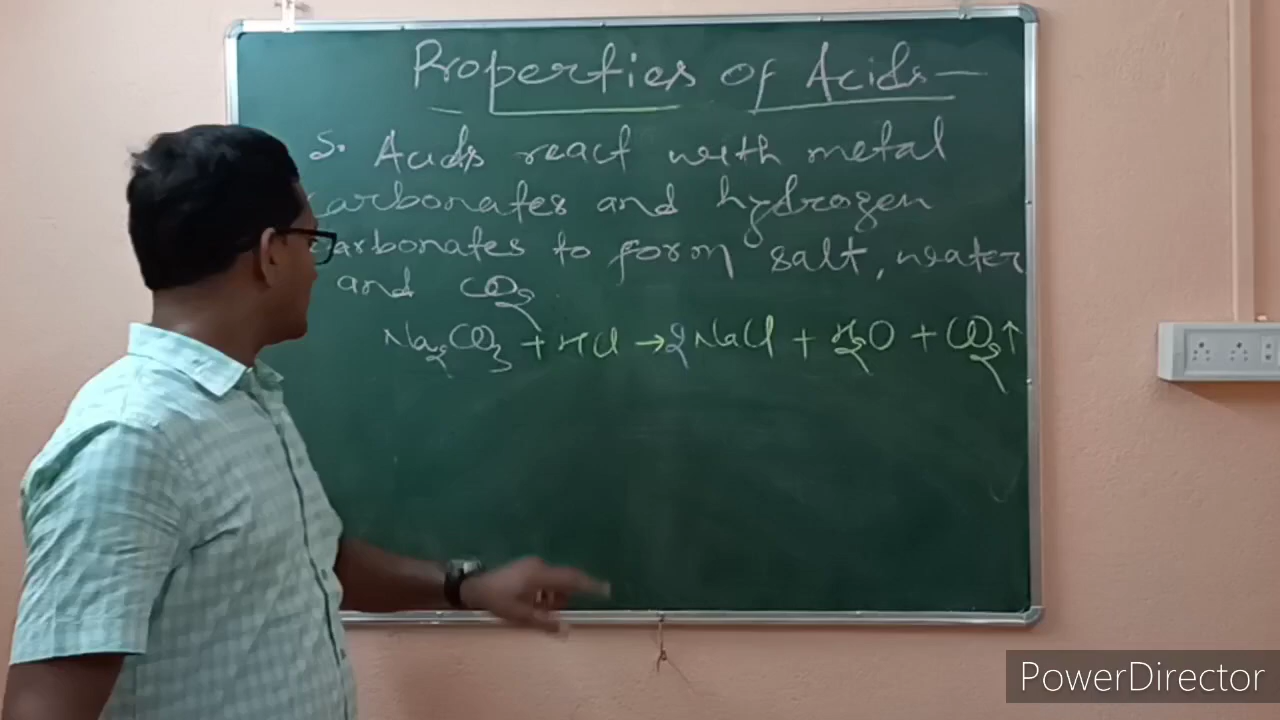 Properties of Acids—
5. Acids react with metal
carbonates and hydrogen
carbonates to form salt, water
and CO₂
Na₂CO₃ + HCl → 2NaCl + H₂O + CO₂↑
PowerDirector